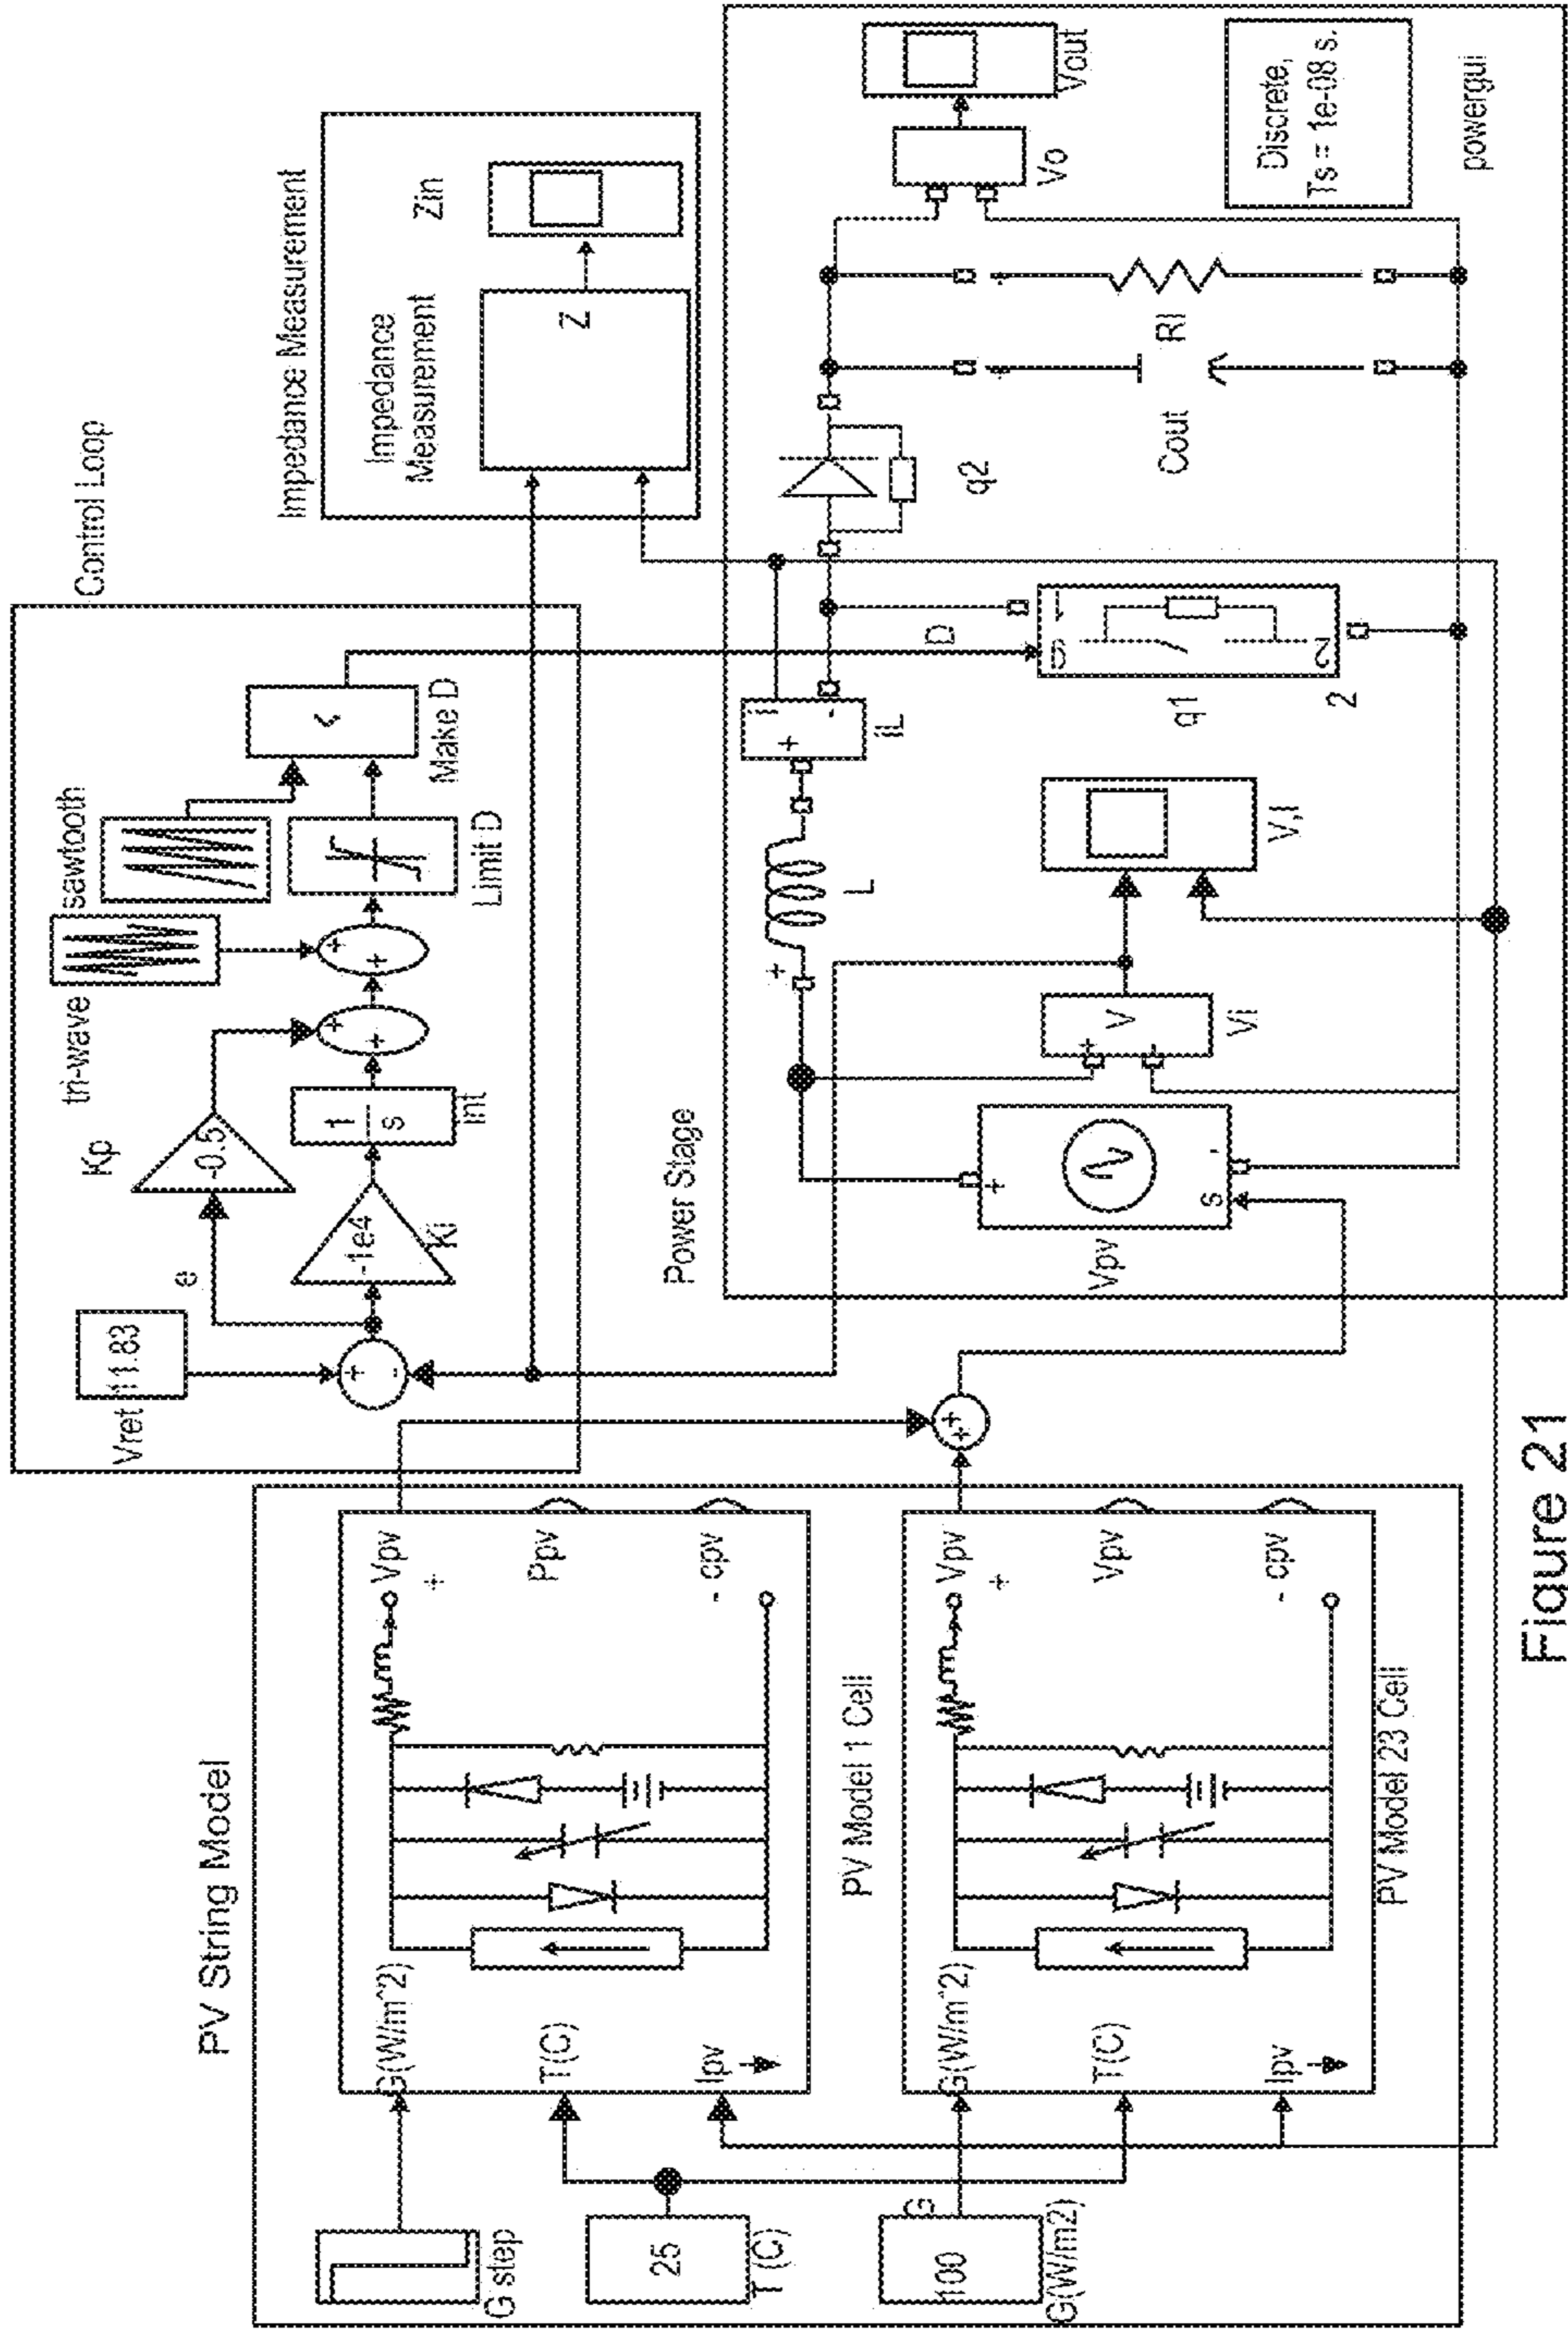 PV String Model
G step
25
T (C)
100
G
G(W/m2)
G(W/m^2)
T(C)
Ipv
Vpv
+
Ppv
- cpv
PV Model 1 Cell
G(W/m^2)
T(C)
Ipv
Vpv
+
Vpv
- cpv
PV Model 23 Cell
+
+
Control Loop
Vret
11.83
+
-
e
Kp
-0.5
-1e4
Ki
1
s
Int
+
+
tri-wave
+
+
sawtooth
Limit D
<
Make D
Impedance Measurement
Impedance
Measurement
Z
Zin
Power Stage
Vpv
+
-
s
+
-
V
Vi
+
L
+
i
-
iL
V,I
D
g
1
2
q1
2
q2
Cout
Rl
Vo
Vout
Discrete,
Ts = 1e-08 s.
powergui
Figure 21